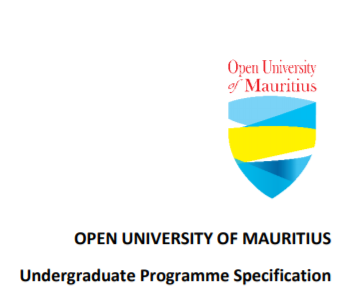 Open University
of Mauritius
OPEN UNIVERSITY OF MAURITIUS
Undergraduate Programme Specification